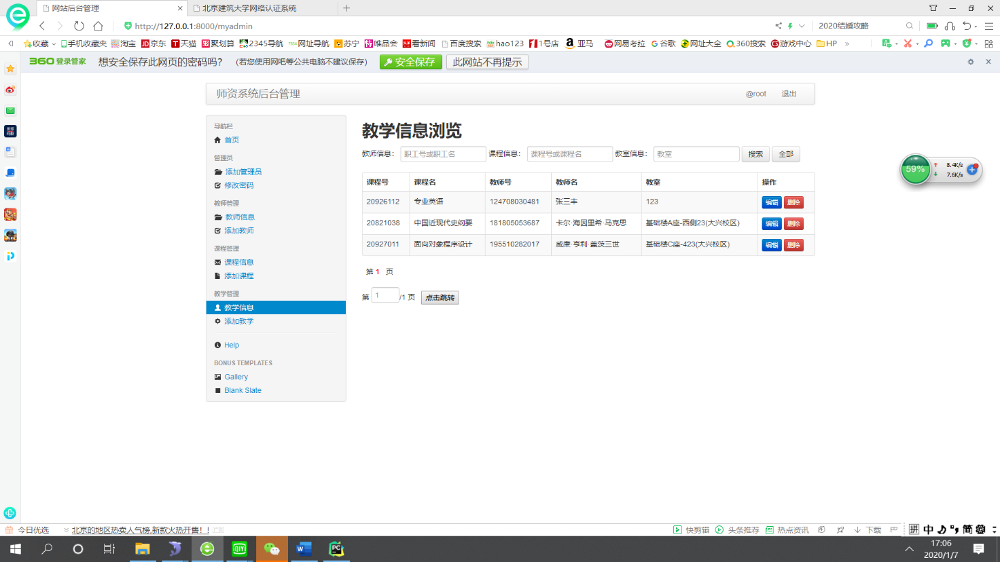 网站后台管理
北京建筑大学网络认证系统
http://127.0.0.1:8000/myadmin
2020结婚攻略
收藏 手机收藏夹 淘宝 京东 天猫 聚划算 2345导航 网址导航 苏宁 唯品会 看新闻 百度搜索 hao123 1号店 亚马 网易考拉 谷歌 网址大全 360搜索 游戏中心 HP
360登录管家 想安全保存此网页的密码吗? (若您使用网吧等公共电脑不建议保存) 安全保存 此网站不再提示
师资系统后台管理 @root 退出
导航栏
首页
管理员
添加管理员
修改密码
教师管理
教师信息
添加教师
课程管理
课程信息
添加课程
教学管理
教学信息
添加教学
Help
BONUS TEMPLATES
Gallery
Blank Slate
教学信息浏览
教师信息: 职工号或职工名 课程信息: 课程号或课程名 教室信息: 教室 搜索 全部
课程号 课程名 教师号 教师名 教室 操作
20926112 专业英语 124708030481 张三丰 123 编辑 删除
20821038 中国近现代史纲要 181805053687 卡尔·海因里希·马克思 基础楼A座-西侧23(大兴校区) 编辑 删除
20927011 面向对象程序设计 195510282017 威廉·亨利·盖茨三世 基础楼C座-423(大兴校区) 编辑 删除
第 1 页
第 1 /1 页 点击跳转
59% 8.4K/s
7.6K/s
今日优选 北京的地区热卖人气榜,新款火热开售！! 快剪辑 头条推荐 热点资讯 下载
拼 中 简
17:06
2020/1/7